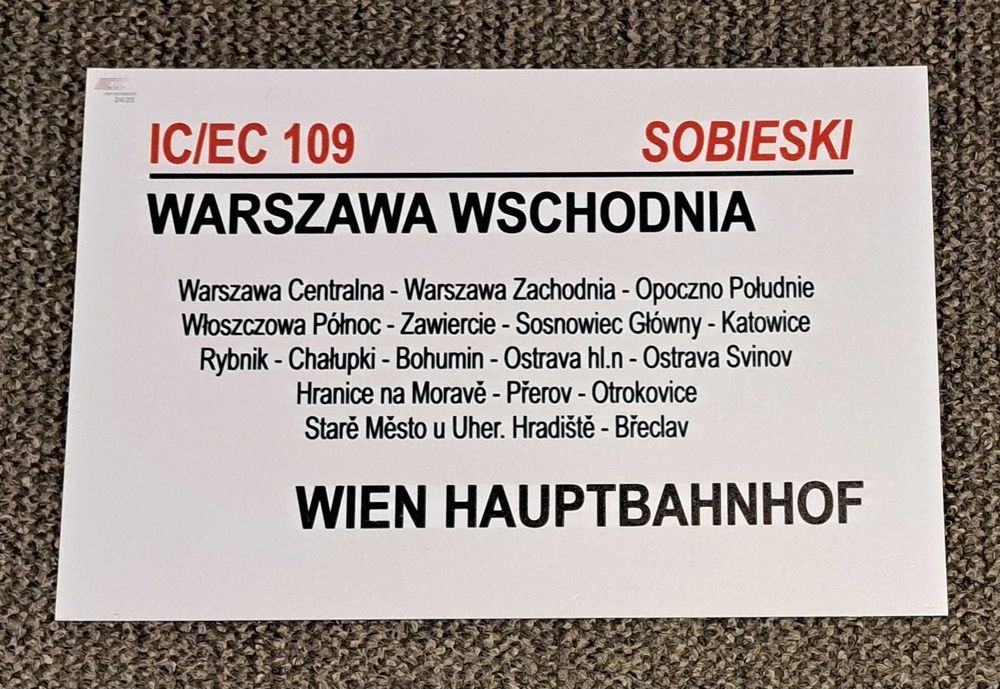 IC/EC 109 SOBIESKI
WARSZAWA WSCHODNIA
Warszawa Centralna - Warszawa Zachodnia - Opoczno Południe
Włoszczowa Północ - Zawiercie - Sosnowiec Główny - Katowice
Rybnik - Chałupki - Bohumin - Ostrava hl.n - Ostrava Svinov
Hranice na Moravě - Přerov - Otrokovice
Starě Město u Uher. Hradiště - Břeclav
WIEN HAUPTBAHNHOF